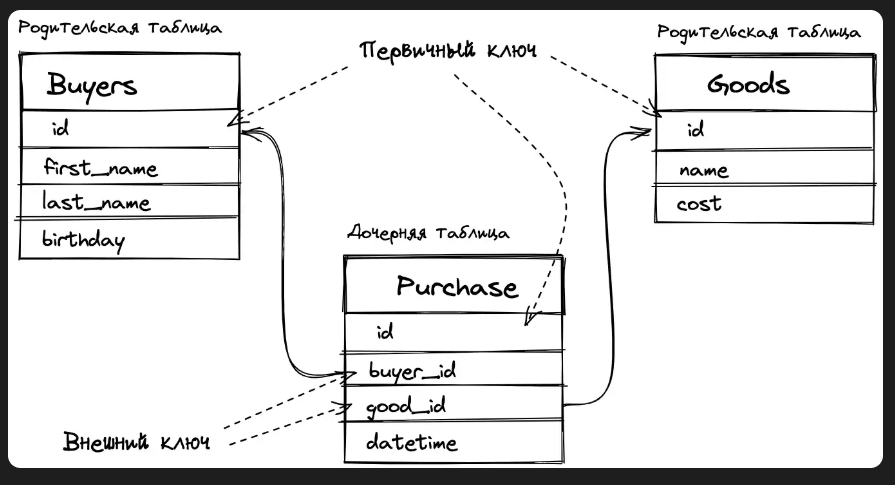 Родительская таблица
Buyers
id
first_name
last_name
birthday
Первичный ключ
Родительская таблица
Goods
id
name
cost
Дочерняя таблица
Purchase
id
buyer_id
good_id
datetime
Внешний ключ